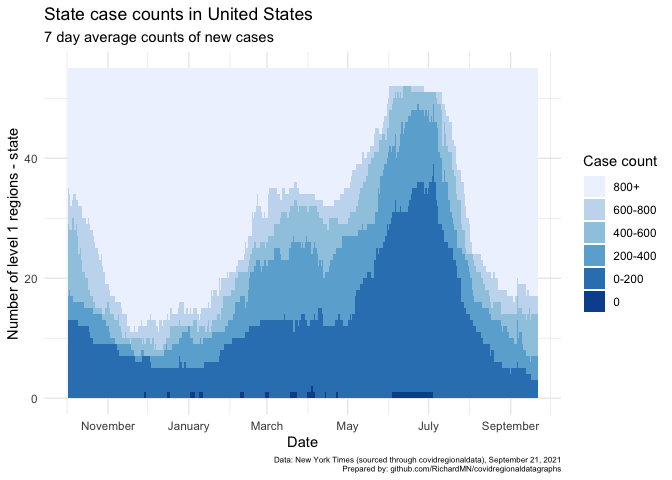 State case counts in United States
7 day average counts of new cases
Number of level 1 regions - state
40
20
0
November January March May July September
Date
Case count
800+
600-800
400-600
200-400
0-200
0
Data: New York Times (sourced through covidregionaldata), September 21, 2021
Prepared by: github.com/RichardMN/covidregionaldatagraphs